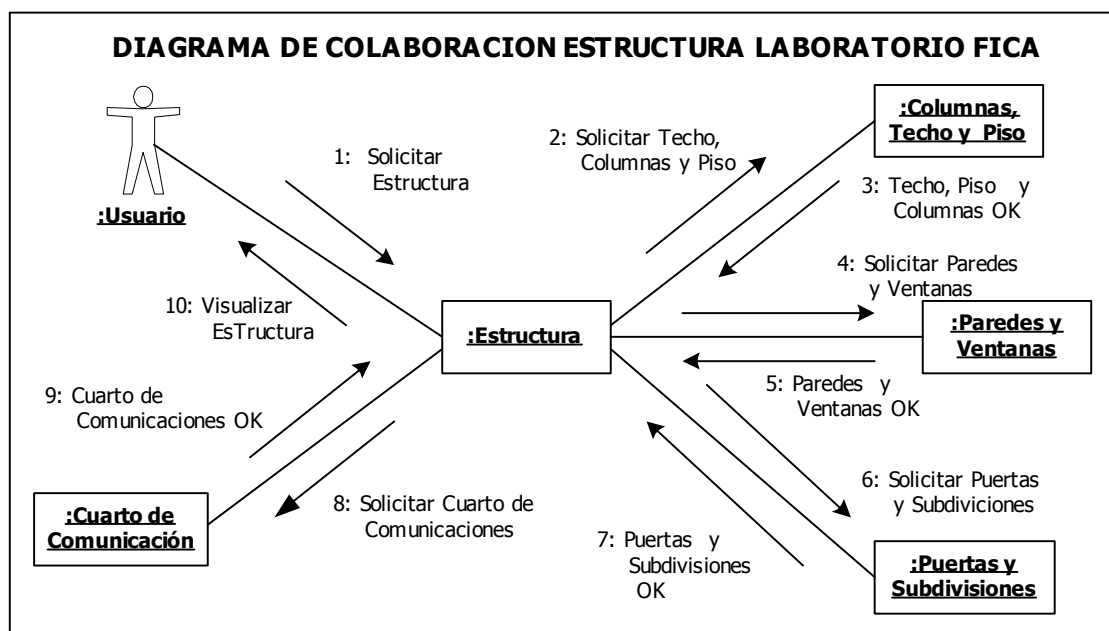 DIAGRAMA DE COLABORACION ESTRUCTURA LABORATORIO FICA
:Usuario
1: Solicitar
Estructura
2: Solicitar Techo,
Columnas y Piso
:Columnas,
Techo y Piso
3: Techo, Piso y
Columnas OK
4: Solicitar Paredes
y Ventanas
10: Visualizar
EsTructura
:Estructura
:Paredes y
Ventanas
5: Paredes y
Ventanas OK
9: Cuarto de
Comunicaciones OK
6: Solicitar Puertas
y Subdiviciones
8: Solicitar Cuarto de
Comunicaciones
7: Puertas y
Subdivisiones
OK
:Cuarto de
Comunicación
:Puertas y
Subdivisiones